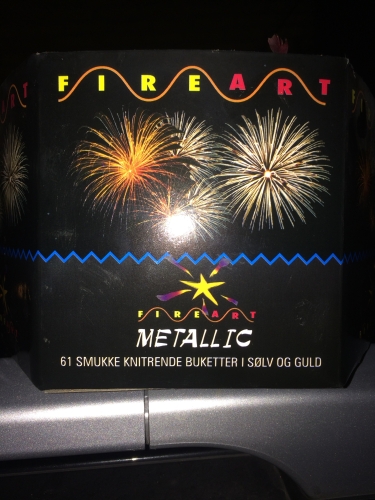 FIREART
FIREART
METALLIC
61 SMUKKE KNITRENDE BUKETTER I SØLV OG GULD